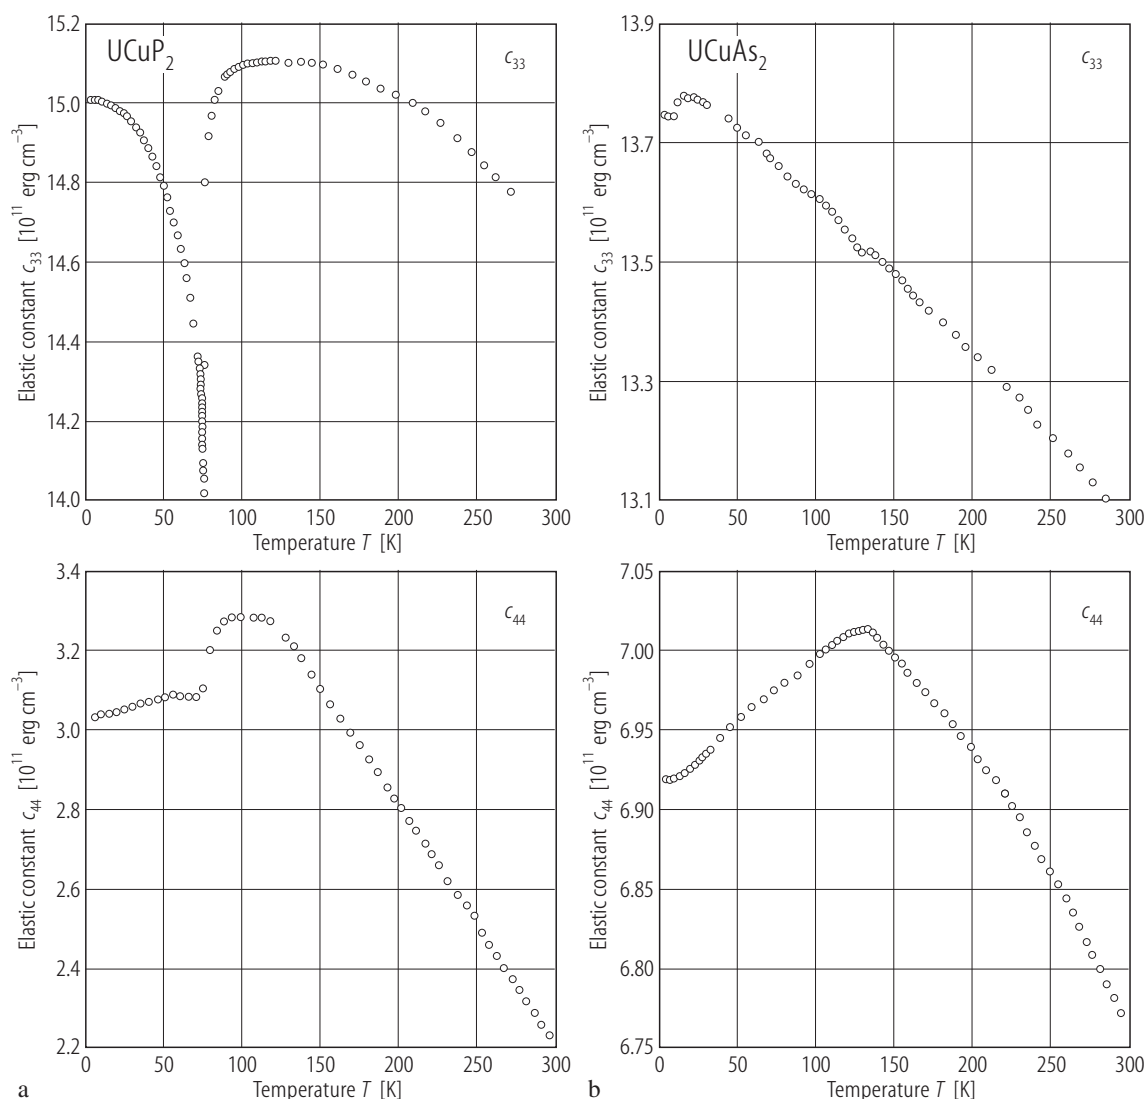 UCuP2
c33
15.2
15.0
14.8
14.6
14.4
14.2
14.0
Elastic constant c33 [10^11 erg cm^−3]
0 50 100 150 200 250 300
Temperature T [K]
UCuAs2
c33
13.9
13.7
13.5
13.3
13.1
Elastic constant c33 [10^11 erg cm^−3]
0 50 100 150 200 250 300
Temperature T [K]
c44
3.4
3.2
3.0
2.8
2.6
2.4
2.2
Elastic constant c44 [10^11 erg cm^−3]
0 50 100 150 200 250 300
a Temperature T [K]
c44
7.05
7.00
6.95
6.90
6.85
6.80
6.75
Elastic constant c44 [10^11 erg cm^−3]
0 50 100 150 200 250 300
b Temperature T [K]